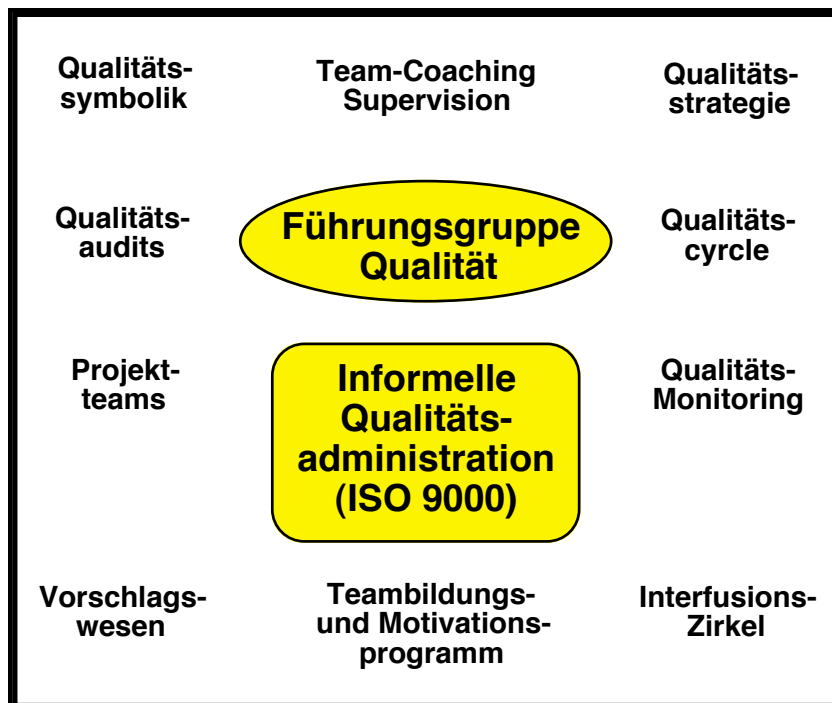 Qualitäts-
symbolik
Team-Coaching
Supervision
Qualitäts-
strategie
Qualitäts-
audits
Führungsgruppe
Qualität
Qualitäts-
cyrcle
Projekt-
teams
Informelle
Qualitäts-
administration
(ISO 9000)
Qualitäts-
Monitoring
Vorschlags-
wesen
Teambildungs-
und Motivations-
programm
Interfusions-
Zirkel